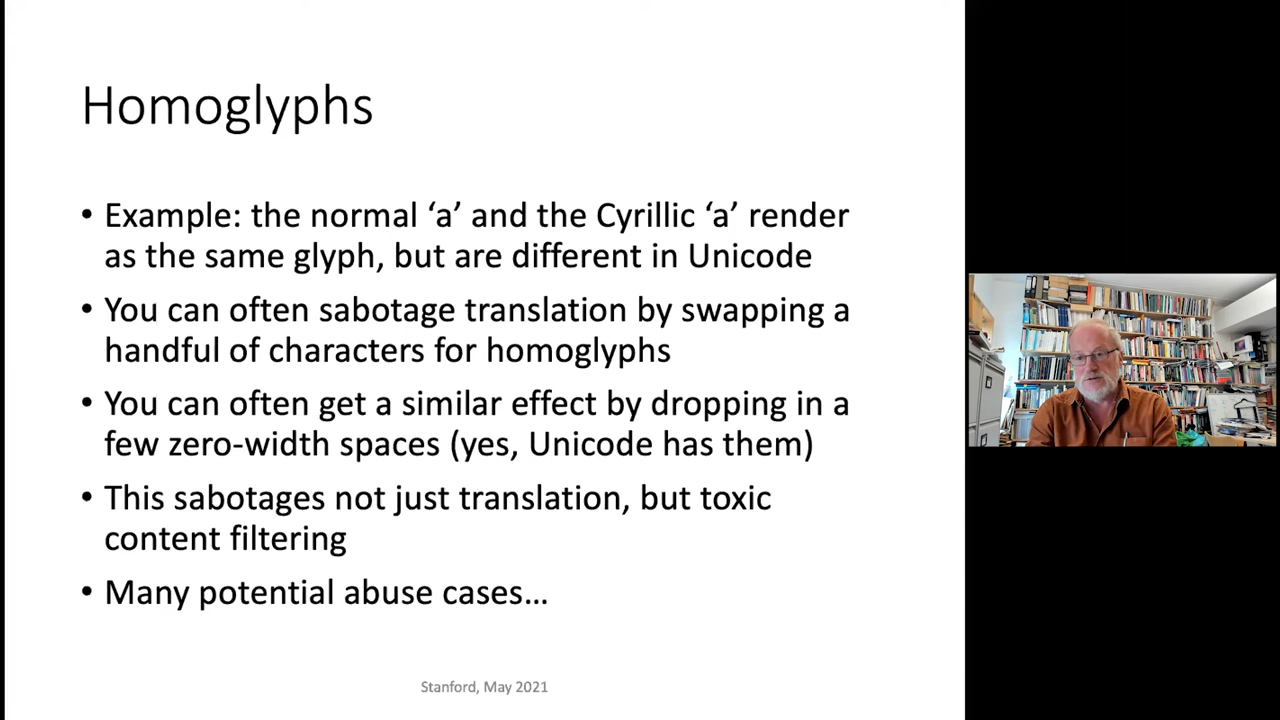 Homoglyphs
• Example: the normal ‘a’ and the Cyrillic ‘a’ render
as the same glyph, but are different in Unicode
• You can often sabotage translation by swapping a
handful of characters for homoglyphs
• You can often get a similar effect by dropping in a
few zero-width spaces (yes, Unicode has them)
• This sabotages not just translation, but toxic
content filtering
• Many potential abuse cases…
Stanford, May 2021